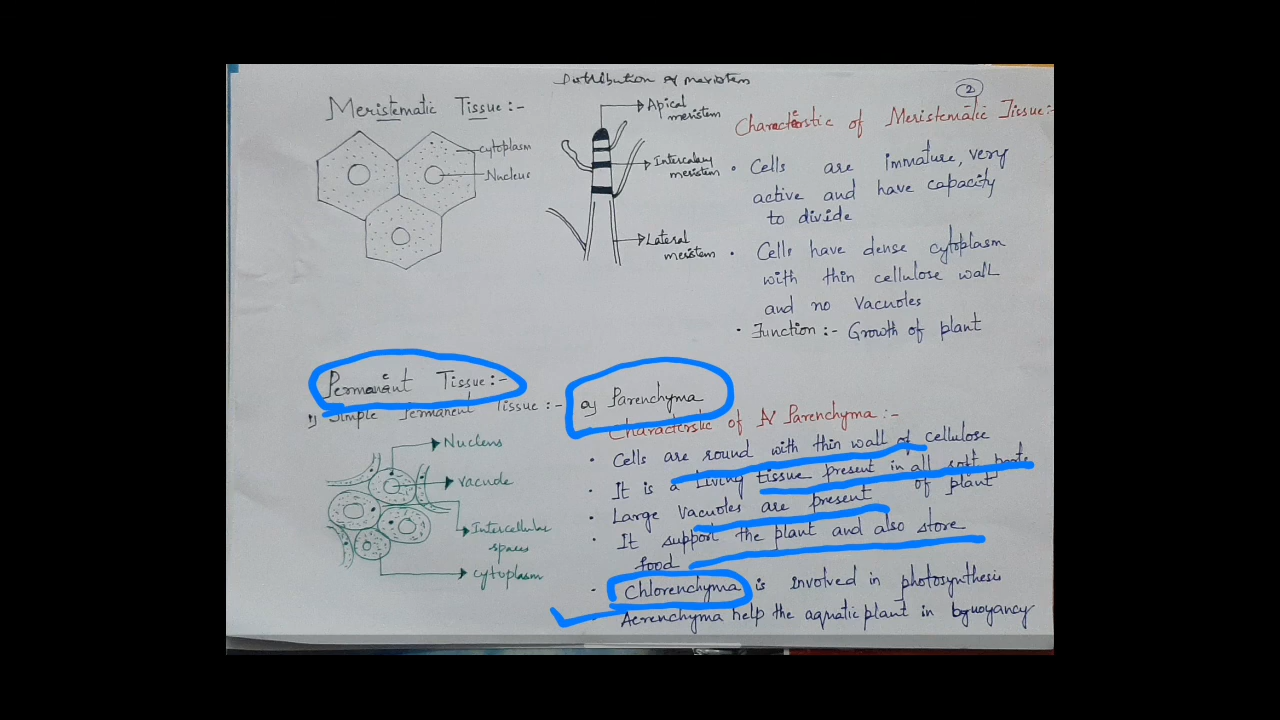 Distribution of meristem
2
Meristematic Tissue:-
cytoplasm
Nucleus
Apical
meristem
Intercalary
meristem
Lateral
meristem
Characterstic of Meristematic Tissue:-
• Cells are immature, very
active and have capacity
to divide
• Cells have dense cytoplasm
with thin cellulose wall
and no Vacuoles
• Function:- Growth of plant
Permanent Tissue:-
1) Simple Permanent Tissue:- a) Parenchyma
Nucleus
vacuole
Intercellular
spaces
cytoplasm
Characterstic of Parenchyma:-
• Cells are round with thin wall of cellulose
• It is a Living tissue present in all soft parts
of plant
• Large vacuoles are present
• It support the plant and also store
food
• Chlorenchyma is involved in photosynthesis
• Aerenchyma help the aquatic plant in buoyancy